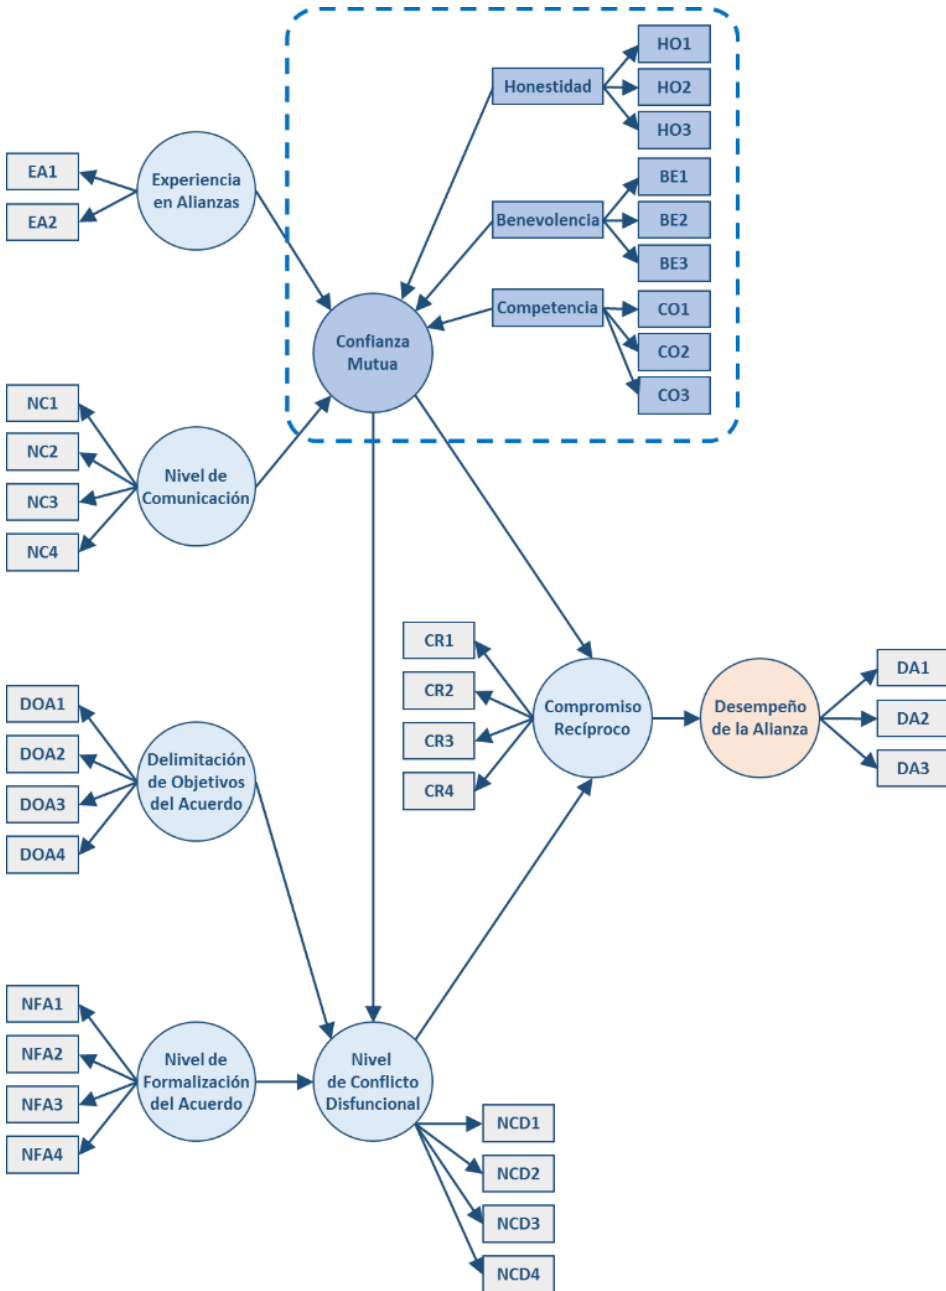 HO1
Honestidad
HO2
HO3
EA1
Experiencia
en Alianzas
EA2
BE1
Benevolencia
BE2
BE3
Competencia
CO1
CO2
CO3
Confianza
Mutua
NC1
NC2
NC3
NC4
Nivel de
Comunicación
CR1
CR2
CR3
CR4
Compromiso
Recíproco
Desempeño
de la Alianza
DA1
DA2
DA3
DOA1
DOA2
DOA3
DOA4
Delimitación
de Objetivos
del Acuerdo
NFA1
NFA2
NFA3
NFA4
Nivel de
Formalización
del Acuerdo
Nivel
de Conflicto
Disfuncional
NCD1
NCD2
NCD3
NCD4